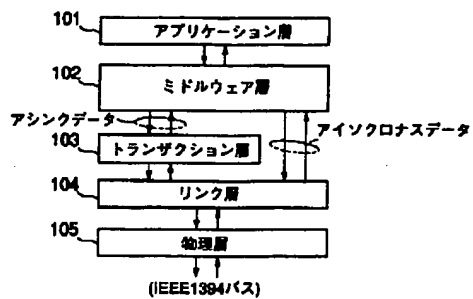 101
アプリケーション層
102
ミドルウェア層
アシンクデータ
アイソクロナスデータ
103
トランザクション層
104
リンク層
105
物理層
(IEEE1394バス)